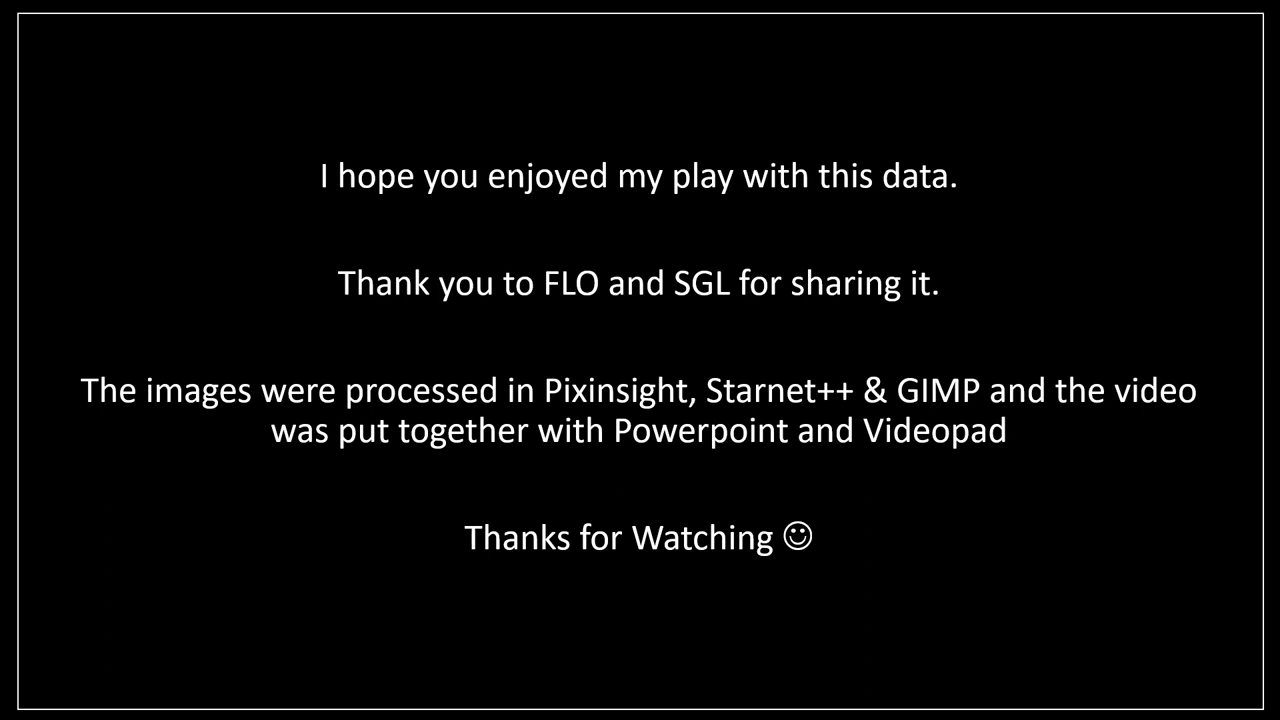 I hope you enjoyed my play with this data.
Thank you to FLO and SGL for sharing it.
The images were processed in Pixinsight, Starnet++ & GIMP and the video
was put together with Powerpoint and Videopad
Thanks for Watching ☺